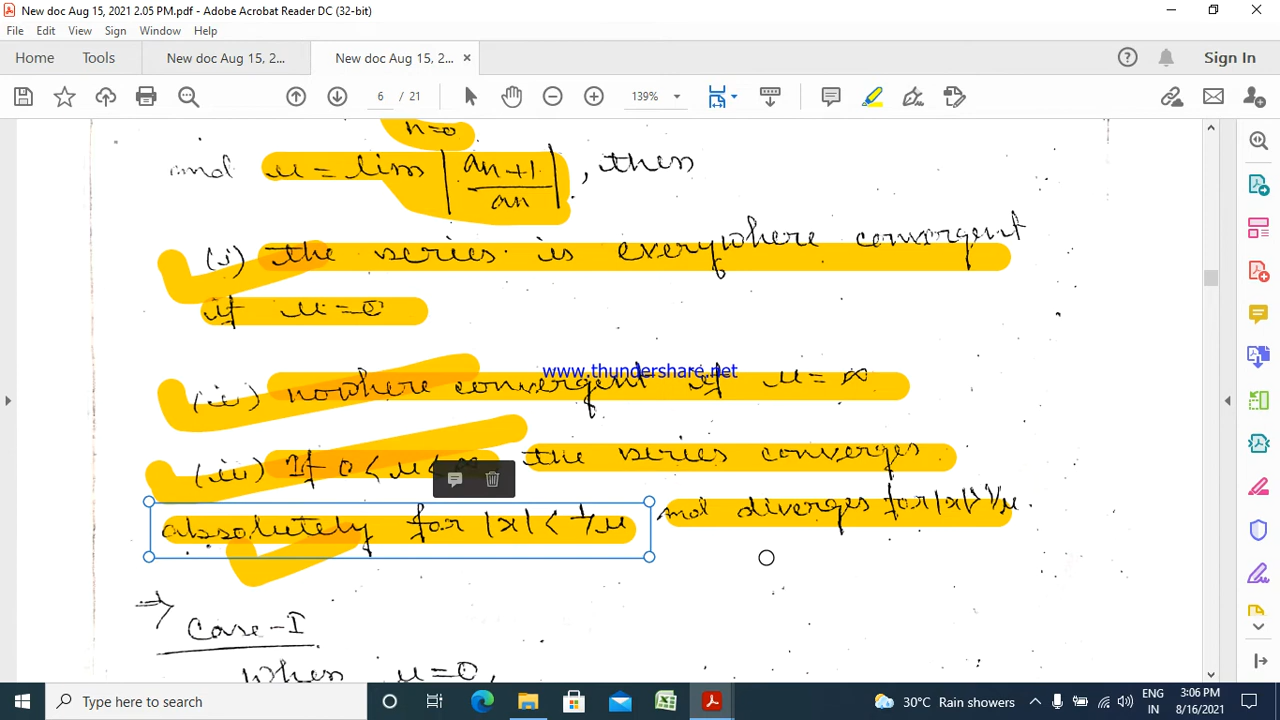 New doc Aug 15, 2021 2 PM.pdf - Adobe Acrobat Reader DC (32-bit)
File Edit View Sign Window Help
Home Tools New doc Aug 15, 2... New doc Aug 15, 2... ×
Sign In
6 / 21 139%
n=0
and μ = lim |an+1/an|, then
(i) the series is everywhere convergent
if μ=0
www.thundershare.net
(ii) nowhere convergent if μ = ∞
(iii) If 0 < μ < ∞ the series converges
absolutely for |x| < 1/μ and diverges for |x| > 1/μ.
⇒ Case-I
When μ=0,
Type here to search
30°C Rain showers
ENG
IN
3:06 PM
8/16/2021